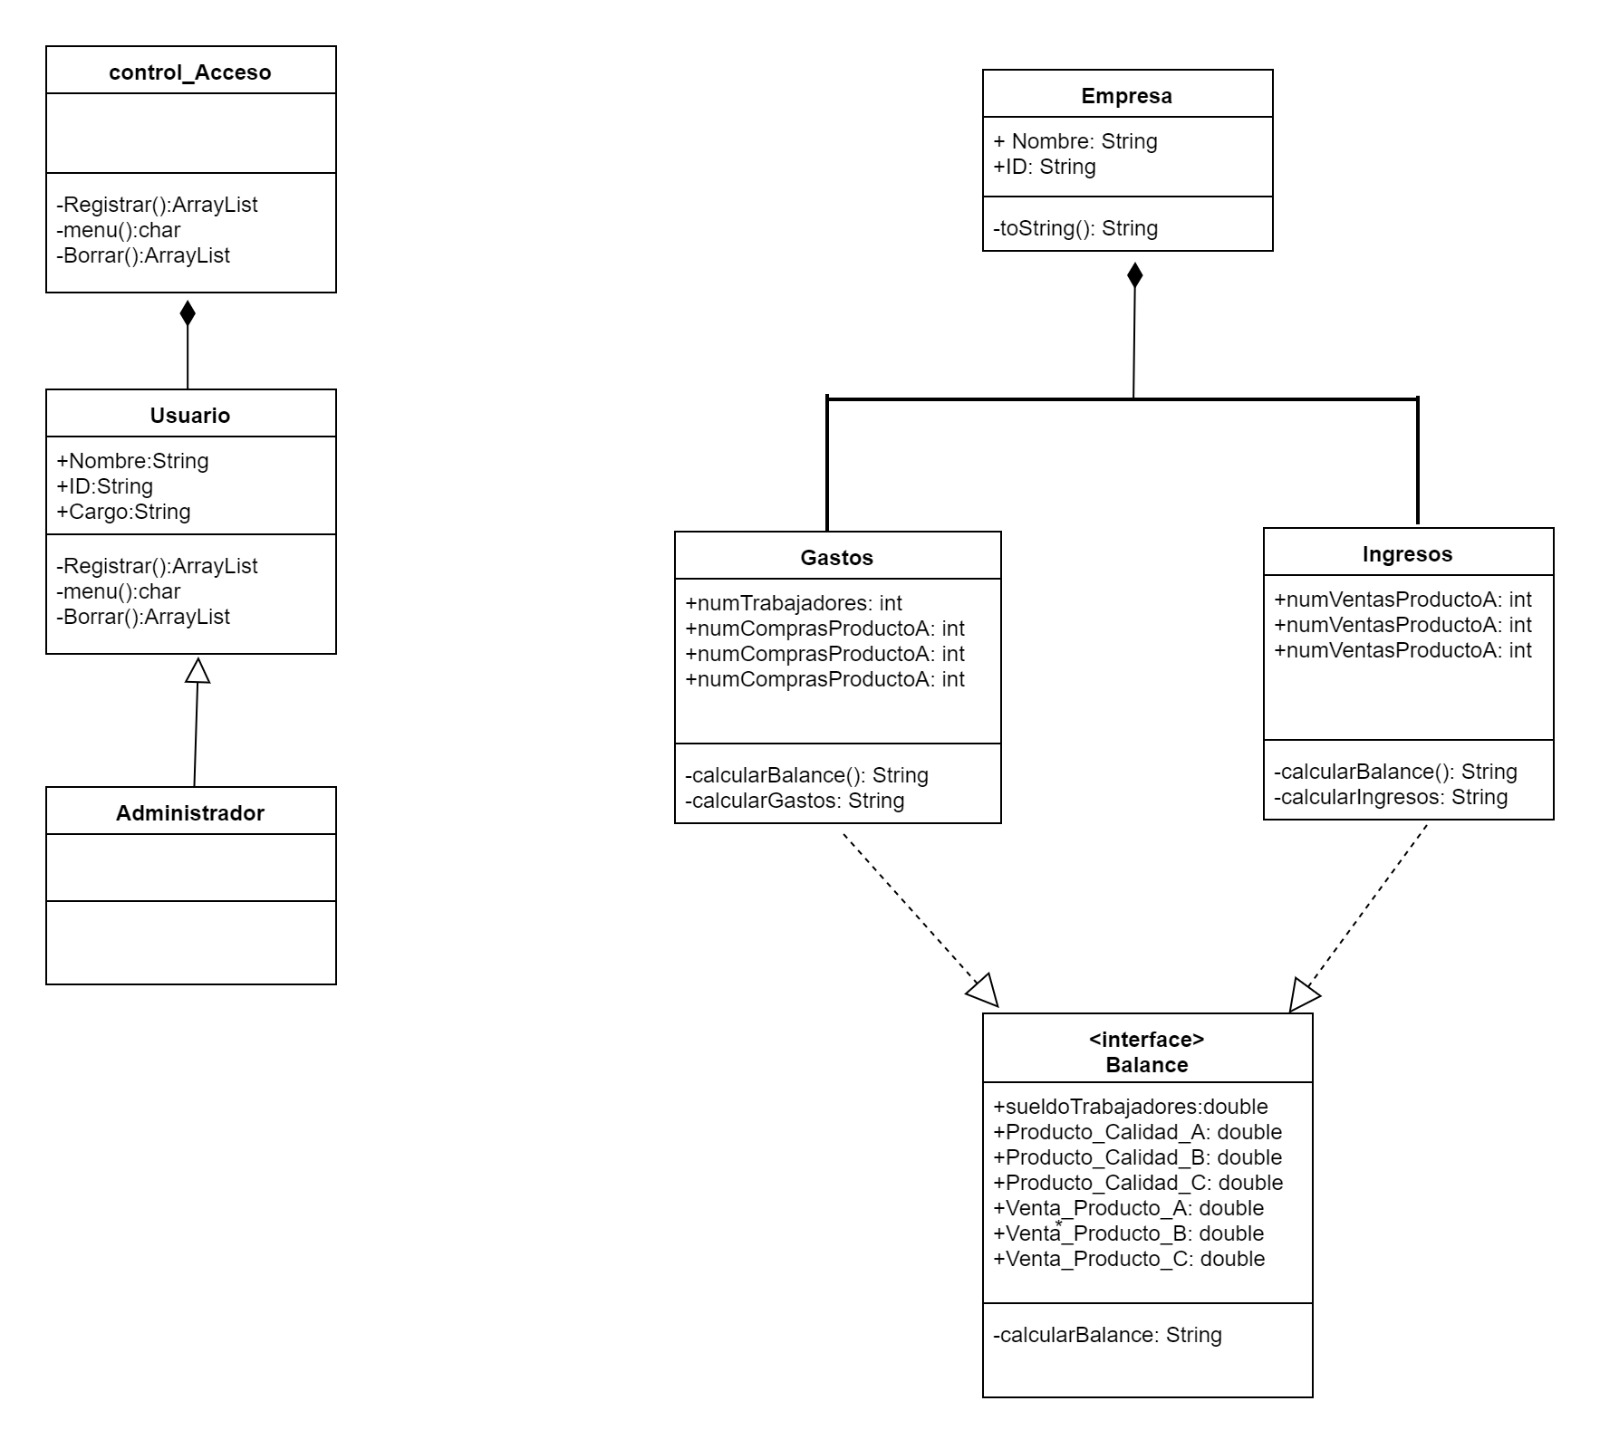 control_Acceso
-Registrar():ArrayList
-menu():char
-Borrar():ArrayList
Usuario
+Nombre:String
+ID:String
+Cargo:String
-Registrar():ArrayList
-menu():char
-Borrar():ArrayList
Administrador
Empresa
+ Nombre: String
+ID: String
-toString(): String
Gastos
+numTrabajadores: int
+numComprasProductoA: int
+numComprasProductoA: int
+numComprasProductoA: int
-calcularBalance(): String
-calcularGastos: String
Ingresos
+numVentasProductoA: int
+numVentasProductoA: int
+numVentasProductoA: int
-calcularBalance(): String
-calcularIngresos: String
<interface>
Balance
+sueldoTrabajadores:double
+Producto_Calidad_A: double
+Producto_Calidad_B: double
+Producto_Calidad_C: double
+Venta_Producto_A: double
*
+Venta_Producto_B: double
+Venta_Producto_C: double
-calcularBalance: String